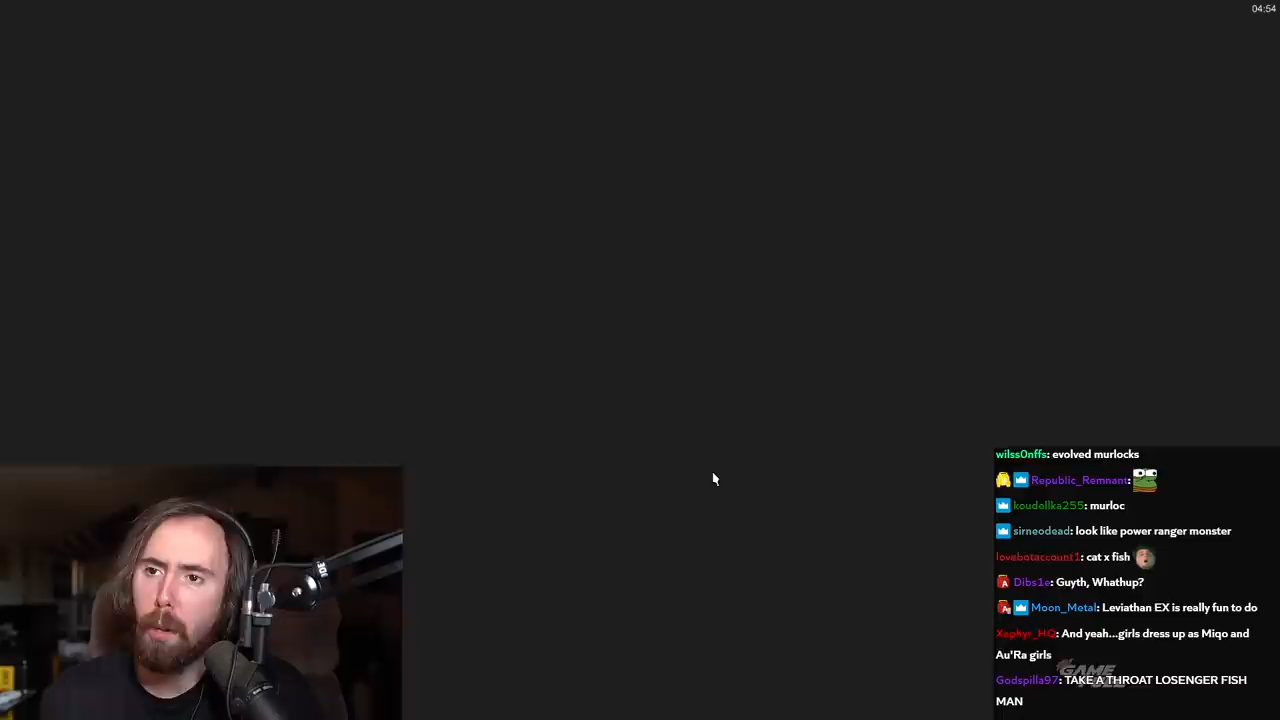 04:54
wilss0nffs: evolved murlocks
Republic_Remnant:
koudellka255: murloc
sirneodead: look like power ranger monster
lovebotaccount1: cat x fish
Dibs1e: Guyth, Whathup?
Moon_Metal: Leviathan EX is really fun to do
Xephyr_HQ: And yeah...girls dress up as Miqo and
Au'Ra girls
GAME
Godspilla97: TAKE A THROAT LOSENGER FISH
MAN